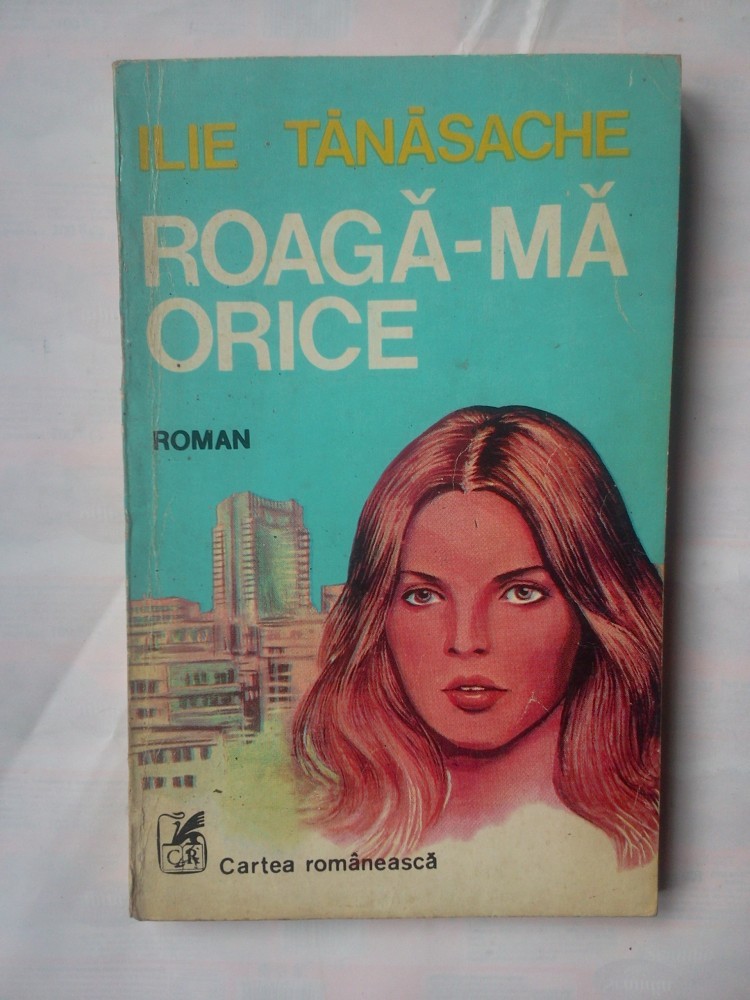 ILIE TĂNĂSACHE
ROAGĂ-MĂ
ORICE
ROMAN
CR
Cartea românească